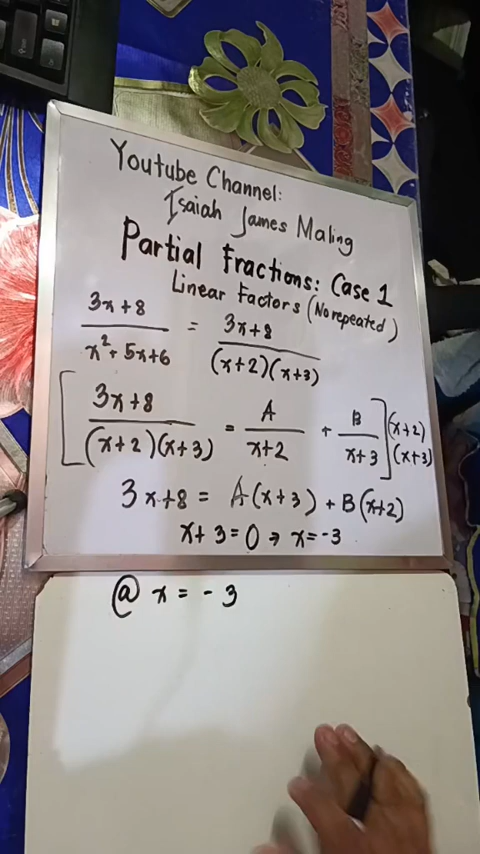 Youtube Channel:
Isaiah James Maling
Partial Fractions: Case 1
Linear Factors (No repeated)
3x+8 / x²+5x+6 = 3x+8 / (x+2)(x+3)
[ 3x+8 / (x+2)(x+3) = A / x+2 + B / x+3 ] (x+2)(x+3)
3x+8 = A(x+3) + B(x+2)
x+3=0 → x=-3
@ x = -3